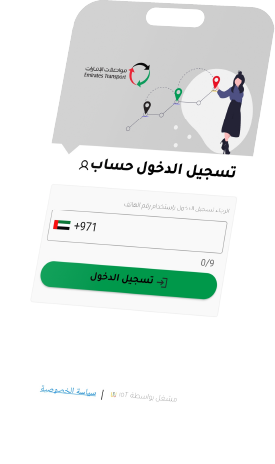 مواصلات الإمارات
Emirates Transport
تسجيل الدخول حساب
الرجاء تسجيل الدخول باستخدام رقم الهاتف
+971
0/9
تسجيل الدخول
سياسة الخصوصية | مشغل بواسطة mT